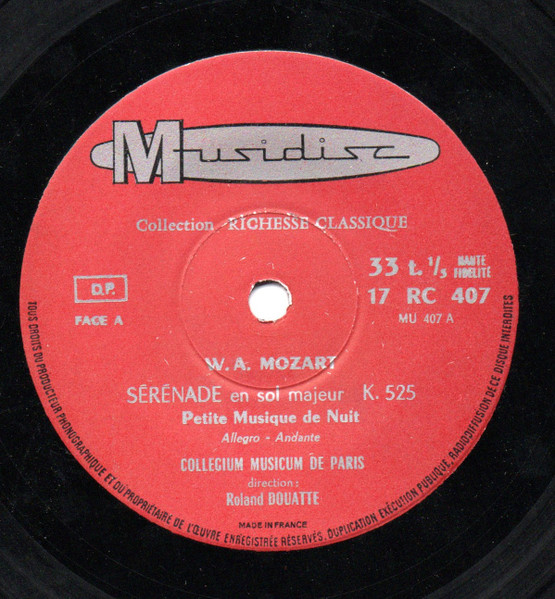 Musidisc
Collection RICHESSE CLASSIQUE
33 t. 1/3 HAUTE FIDÉLITÉ
17 RC 407
MU 407 A
D.P.
FACE A
W. A. MOZART
SÉRÉNADE en sol majeur K. 525
Petite Musique de Nuit
Allegro - Andante
COLLEGIUM MUSICUM DE PARIS
direction:
Roland DOUATTE
MADE IN FRANCE
TOUS DROITS DU PRODUCTEUR PHONOGRAPHIQUE ET DU PROPRIÉTAIRE DE L'ŒUVRE ENREGISTRÉE RÉSERVÉS. DUPLICATION EXÉCUTION PUBLIQUE, RADIODIFFUSION DE CE DISQUE INTERDITES